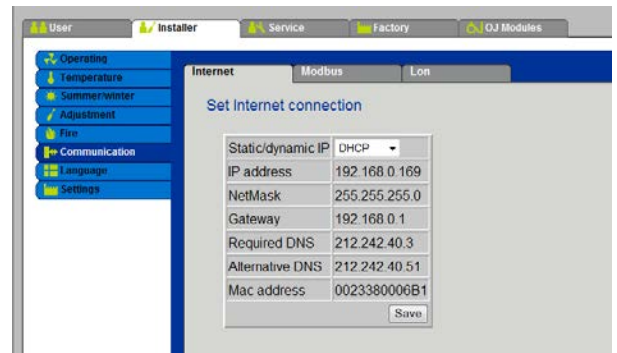 User Installer Service Factory OJ Modules
Operating
Temperature
Summer/winter
Adjustment
Fire
Communication
Language
Settings
Internet Modbus Lon
Set Internet connection
Static/dynamic IP DHCP
IP address 192.168.0.169
NetMask 255.255.255.0
Gateway 192.168.0.1
Required DNS 212.242.40.3
Alternative DNS 212.242.40.51
Mac address 0023380006B1
Save